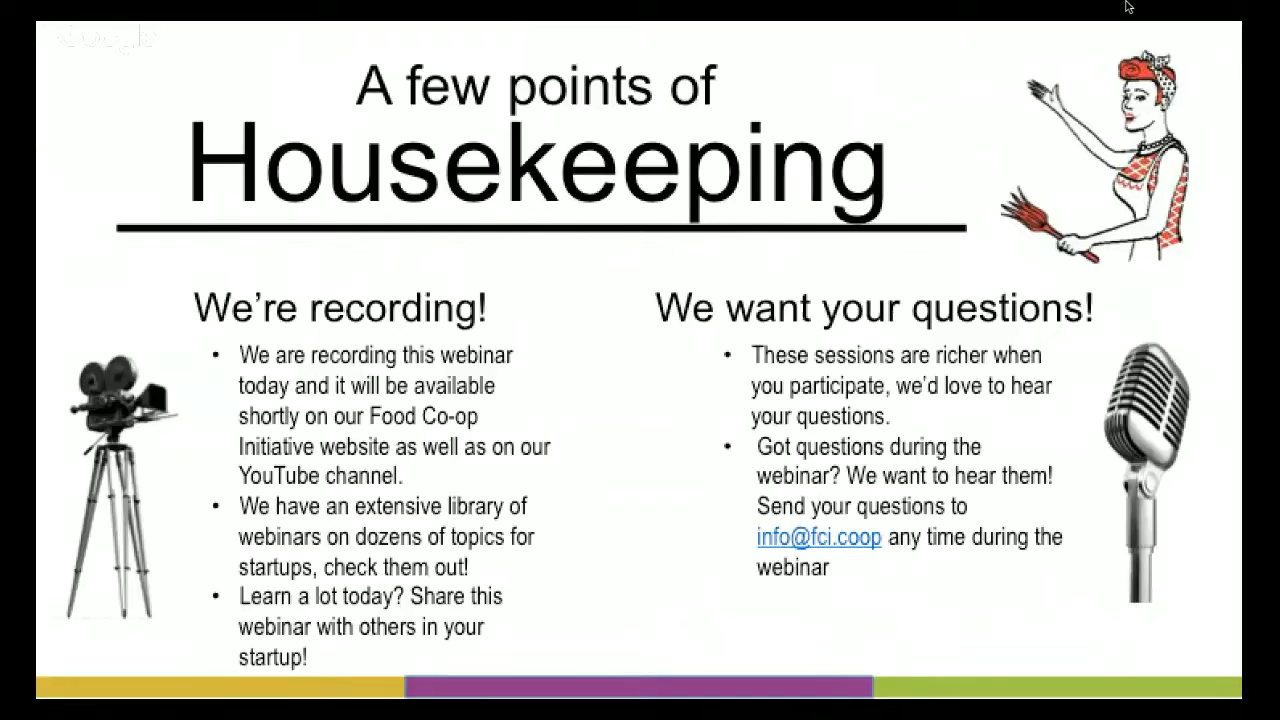 A few points of
Housekeeping
We're recording!
• We are recording this webinar
today and it will be available
shortly on our Food Co-op
Initiative website as well as on our
YouTube channel.
• We have an extensive library of
webinars on dozens of topics for
startups, check them out!
• Learn a lot today? Share this
webinar with others in your
startup!
We want your questions!
• These sessions are richer when
you participate, we'd love to hear
your questions.
• Got questions during the
webinar? We want to hear them!
Send your questions to
info@fci.coop any time during the
webinar